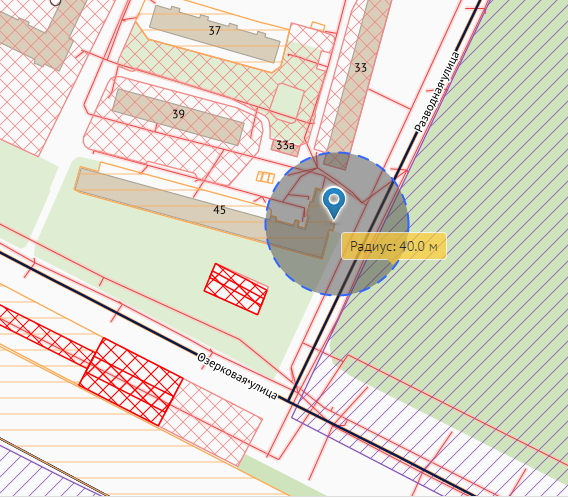 37
33
Разводная улица
39
33а
45
Радиус: 40.0 м
Озерковая улица